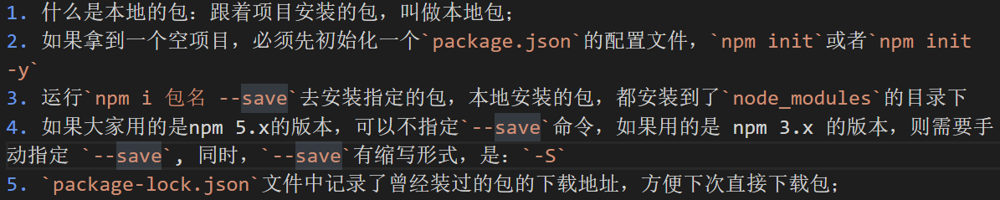 1. 什么是本地的包：跟着项目安装的包，叫做本地包；
2. 如果拿到一个空项目，必须先初始化一个`package.json`的配置文件，`npm init`或者`npm init
-y`
3. 运行`npm i 包名 --save`去安装指定的包，本地安装的包，都安装到了`node_modules`的目录下
4. 如果大家用的是npm 5.x的版本，可以不指定`--save`命令，如果用的是 npm 3.x 的版本，则需要手
动指定 `--save`, 同时，`--save`有缩写形式，是：`-S`
5. `package-lock.json`文件中记录了曾经装过的包的下载地址，方便下次直接下载包；